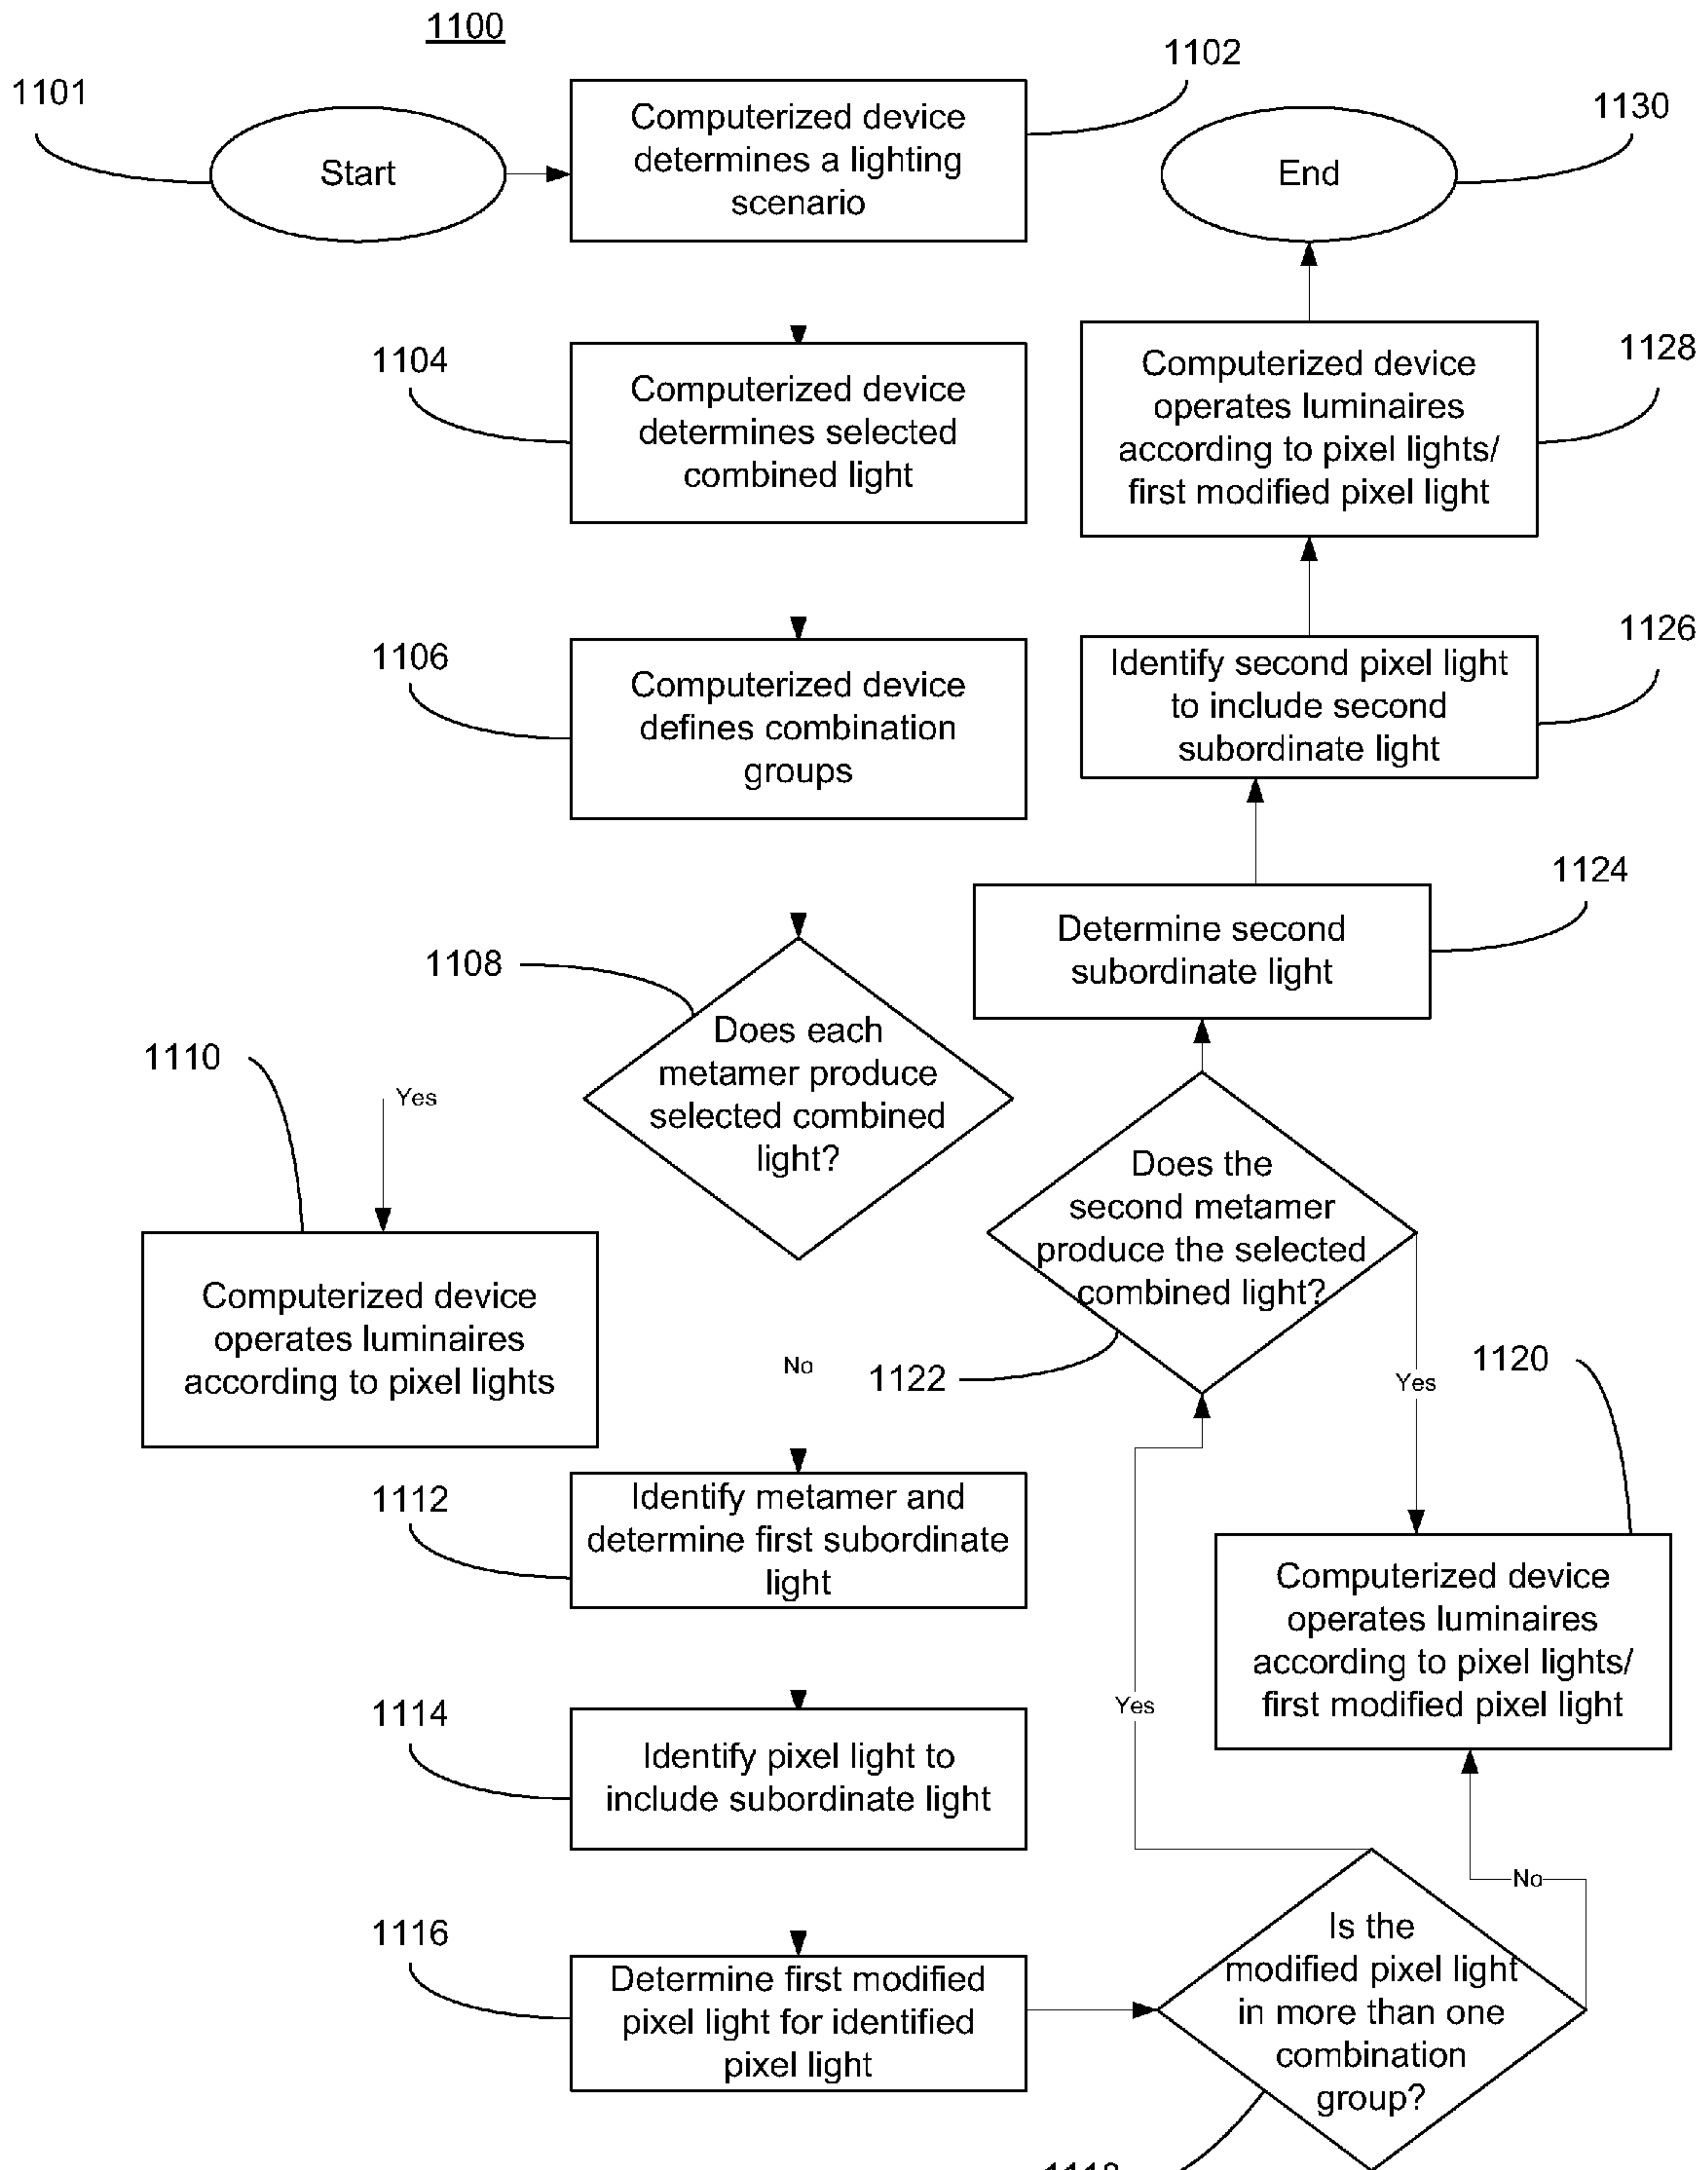 1100
1101
Start
Computerized device
determines a lighting
scenario
1102
End
1130
1104
Computerized device
determines selected
combined light
Computerized device
operates luminaires
according to pixel lights/
first modified pixel light
1128
1106
Computerized device
defines combination
groups
Identify second pixel light
to include second
subordinate light
1126
Determine second
subordinate light
1124
1108
Does each
metamer produce
selected combined
light?
1110
Yes
Computerized device
operates luminaires
according to pixel lights
No
Does the
second metamer
produce the selected
combined light?
1122
Yes
1120
Computerized device
operates luminaires
according to pixel lights/
first modified pixel light
1112
Identify metamer and
determine first subordinate
light
1114
Identify pixel light to
include subordinate light
Yes
No
1116
Determine first modified
pixel light for identified
pixel light
Is the
modified pixel light
in more than one
combination
group?